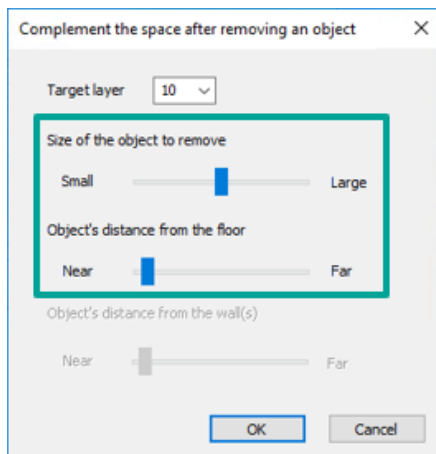 Complement the space after removing an object
Target layer 10
Size of the object to remove
Small Large
Object's distance from the floor
Near Far
Object's distance from the wall(s)
Near Far
OK Cancel